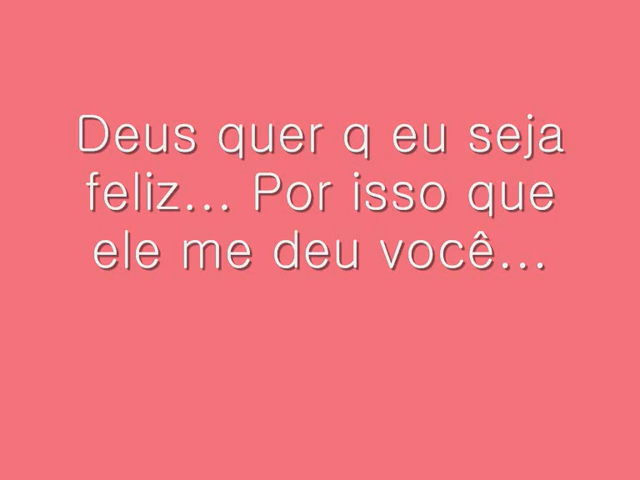 Deus quer q eu seja
feliz... Por isso que
ele me deu você...